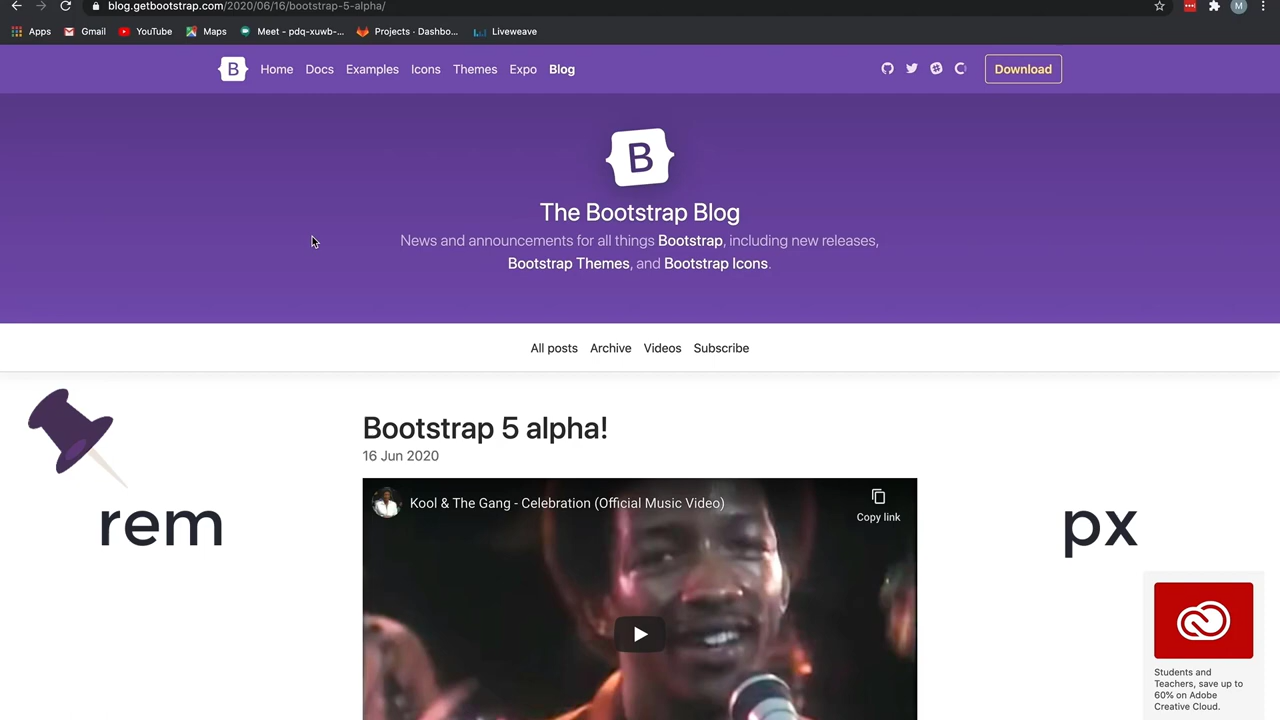 blog.getbootstrap.com/2020/06/16/bootstrap-5-alpha/
M
Apps Gmail YouTube Maps Meet - pdq-xuwb-... Projects · Dashbo... Liveweave
B Home Docs Examples Icons Themes Expo Blog Download
B
The Bootstrap Blog
News and announcements for all things Bootstrap, including new releases,
Bootstrap Themes, and Bootstrap Icons.
All posts Archive Videos Subscribe
Bootstrap 5 alpha!
16 Jun 2020
Kool & The Gang - Celebration (Official Music Video)
Copy link
rem
px
Students and
Teachers, save up to
60% on Adobe
Creative Cloud.